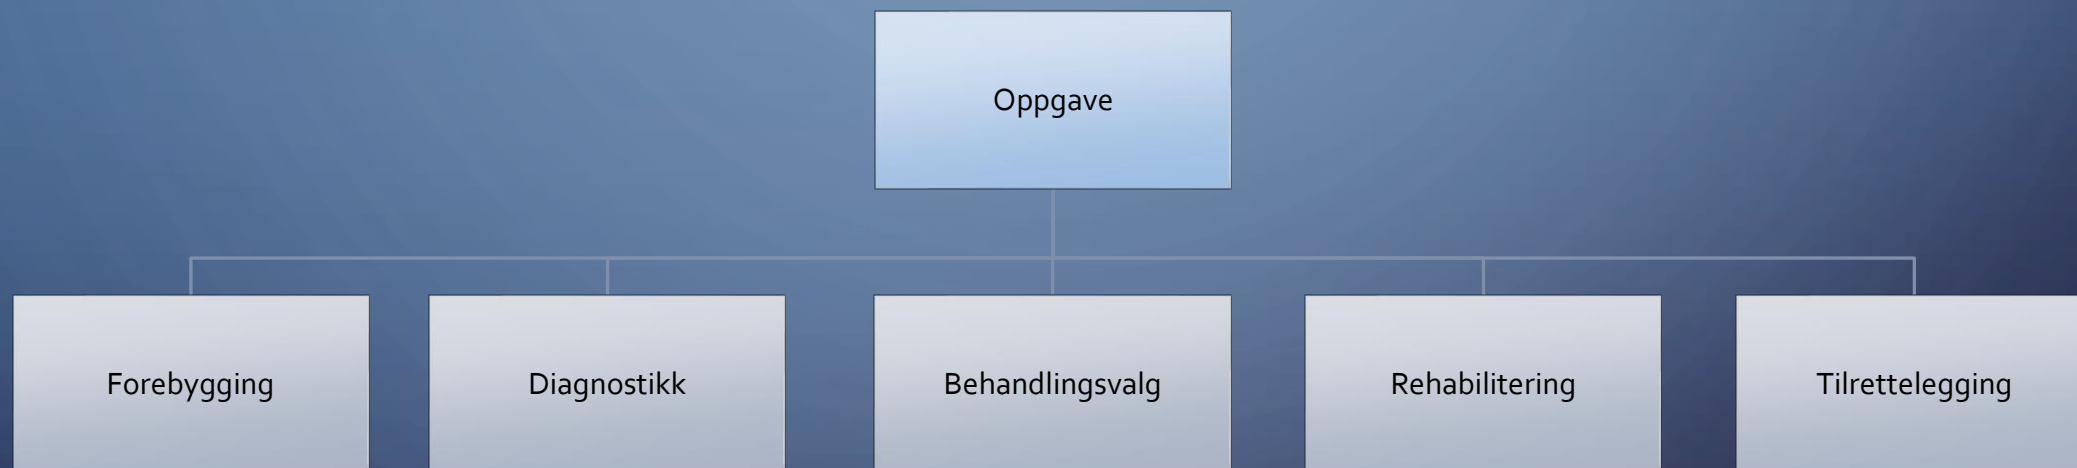 Oppgave
Forebygging
Diagnostikk
Behandlingsvalg
Rehabilitering
Tilrettelegging